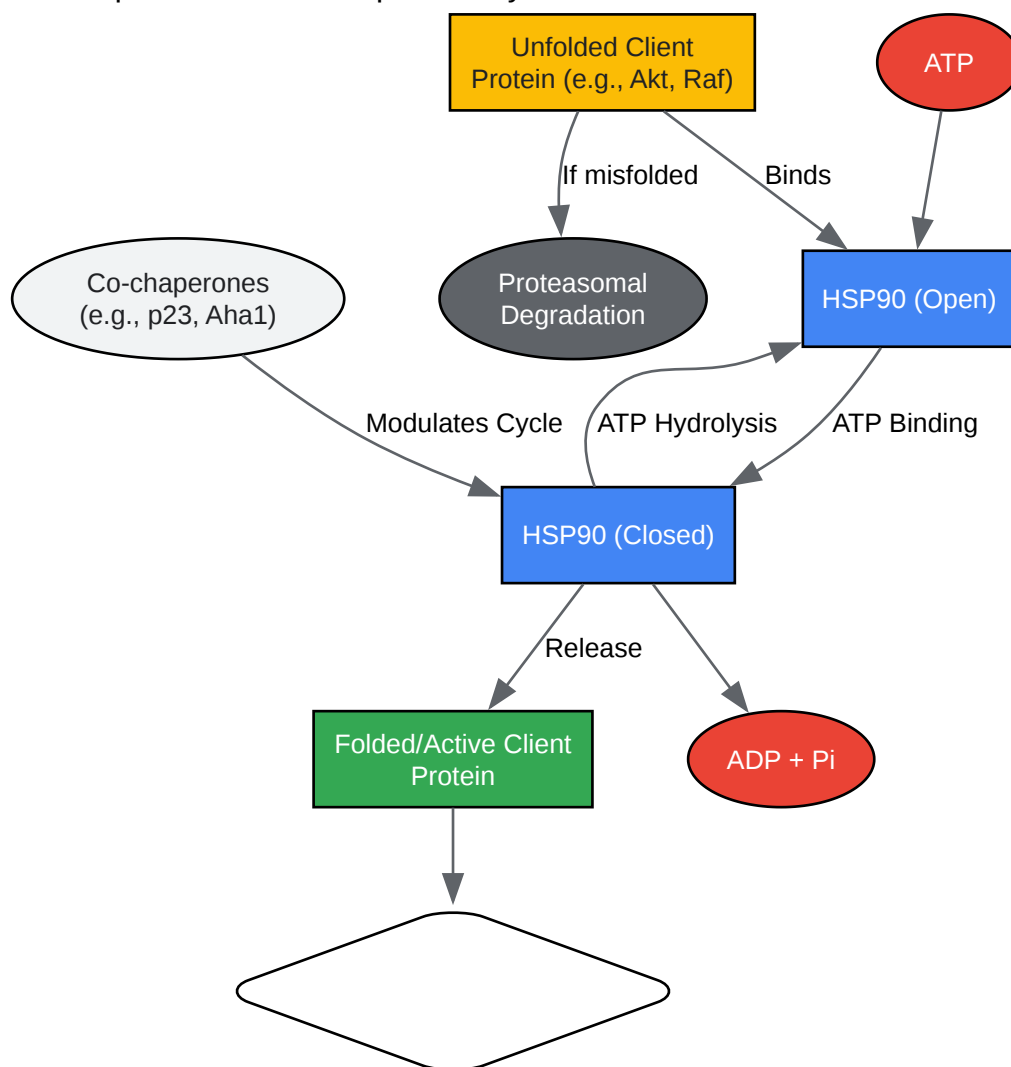 Unfolded Client
Protein (e.g., Akt, Raf)
ATP
If misfolded
Binds
Co-chaperones
(e.g., p23, Aha1)
Proteasomal
Degradation
HSP90 (Open)
Modulates Cycle
ATP Hydrolysis
ATP Binding
HSP90 (Closed)
Release
Folded/Active Client
Protein
ADP + Pi